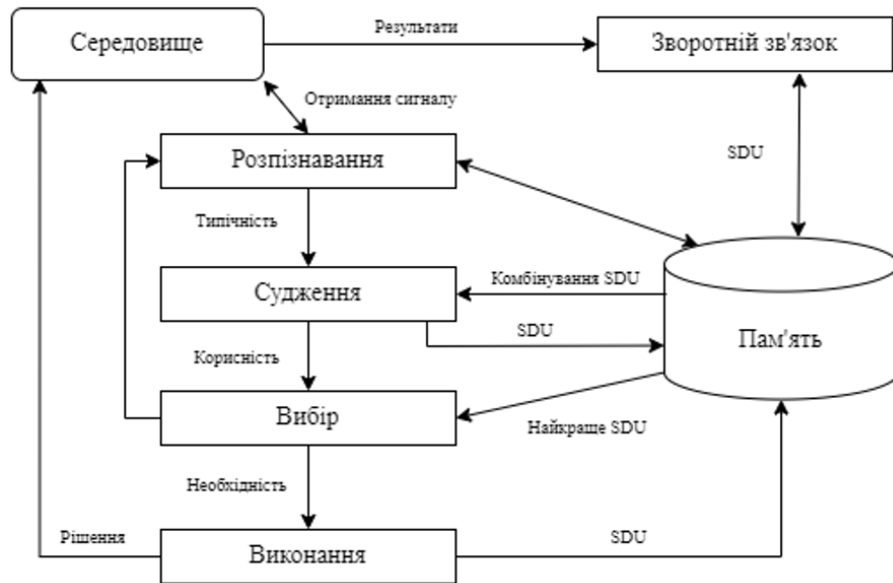 Середовище
Результати
Зворотній зв'язок
Отримання сигналу
SDU
Розпізнавання
Типічність
Судження
Комбінування SDU
SDU
Корисність
Пам'ять
Вибір
Найкраще SDU
Необхідність
Рішення
Виконання
SDU